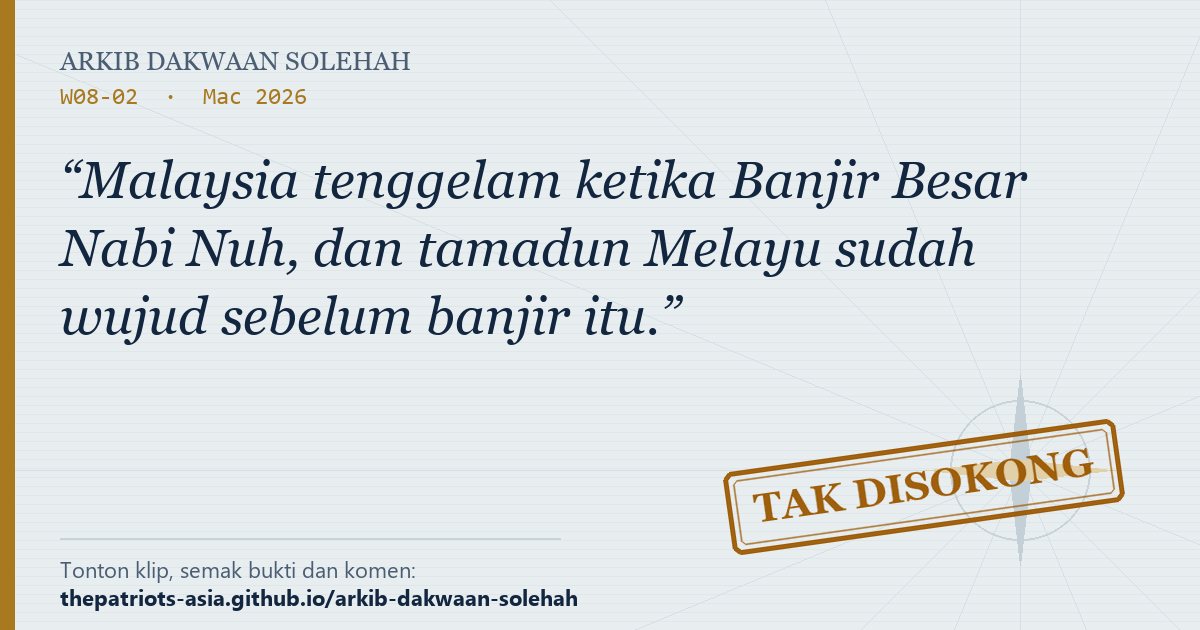 ARKIB DAKWAAN SOLEHAH
W08-02 · Mac 2026
“Malaysia tenggelam ketika Banjir Besar
Nabi Nuh, dan tamadun Melayu sudah
wujud sebelum banjir itu.”
TAK DISOKONG
Tonton klip, semak bukti dan komen:
thepatriots-asia.github.io/arkib-dakwaan-solehah